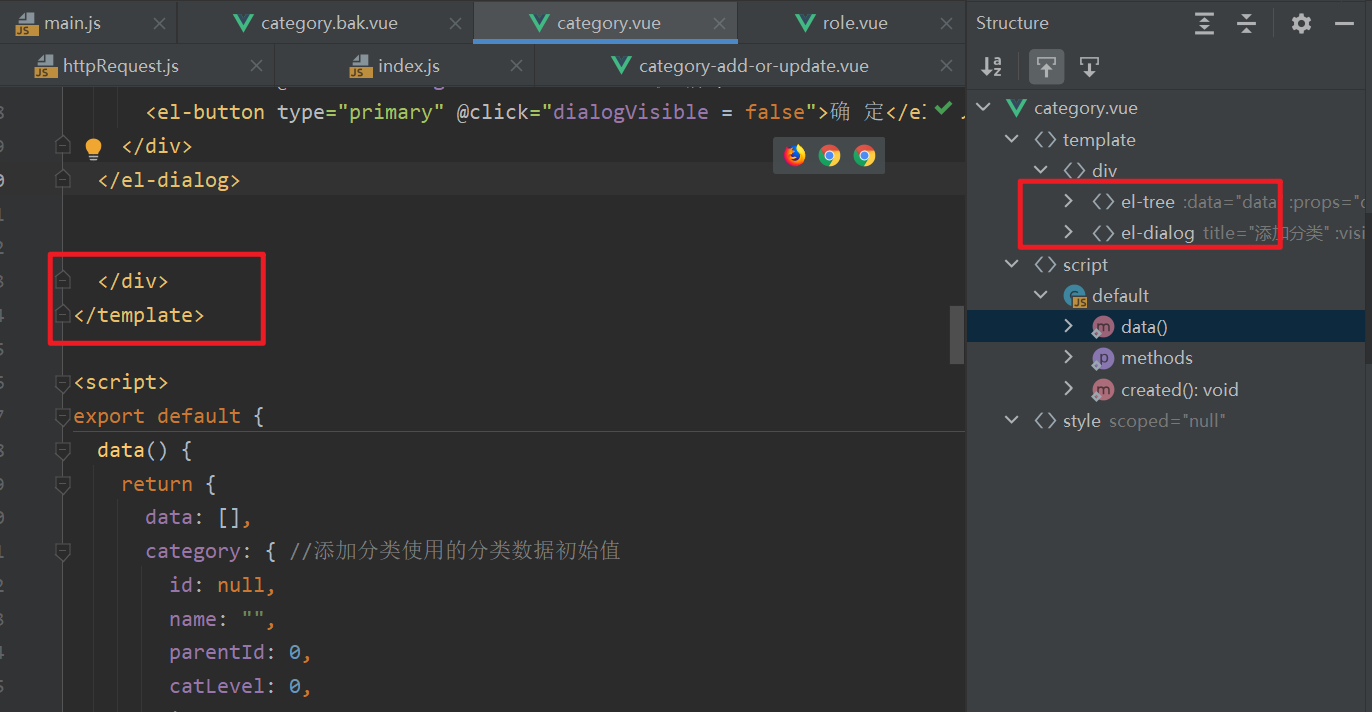 main.js
category.bak.vue
category.vue
role.vue
httpRequest.js
index.js
category-add-or-update.vue
<el-button type="primary" @click="dialogVisible = false">确 定</el
</div>
</el-dialog>
</div>
</template>
<script>
export default {
data() {
return {
data: [],
category: { //添加分类使用的分类数据初始值
id: null,
name: "",
parentId: 0,
catLevel: 0,
Structure
category.vue
template
div
el-tree :data="data" :props="d
el-dialog title="添加分类" :visi
script
default
data()
methods
created(): void
style scoped="null"